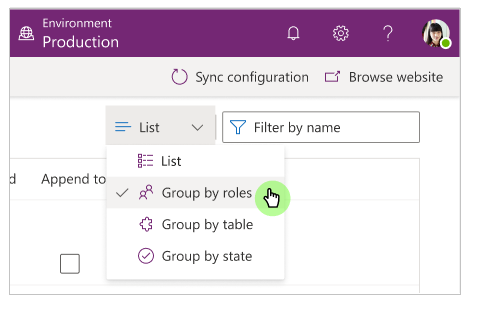 Environment
Production
Sync configuration Browse website
List Filter by name
List
d Append to
Group by roles
Group by table
Group by state